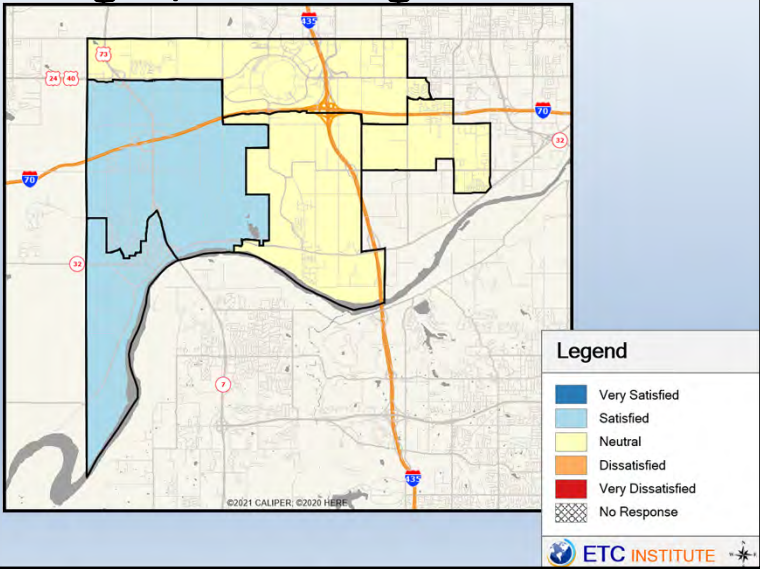 435
73
24 40
70
32
70
32
7
435
©2021 CALIPER; ©2020 HERE
Legend
Very Satisfied
Satisfied
Neutral
Dissatisfied
Very Dissatisfied
No Response
ETC INSTITUTE